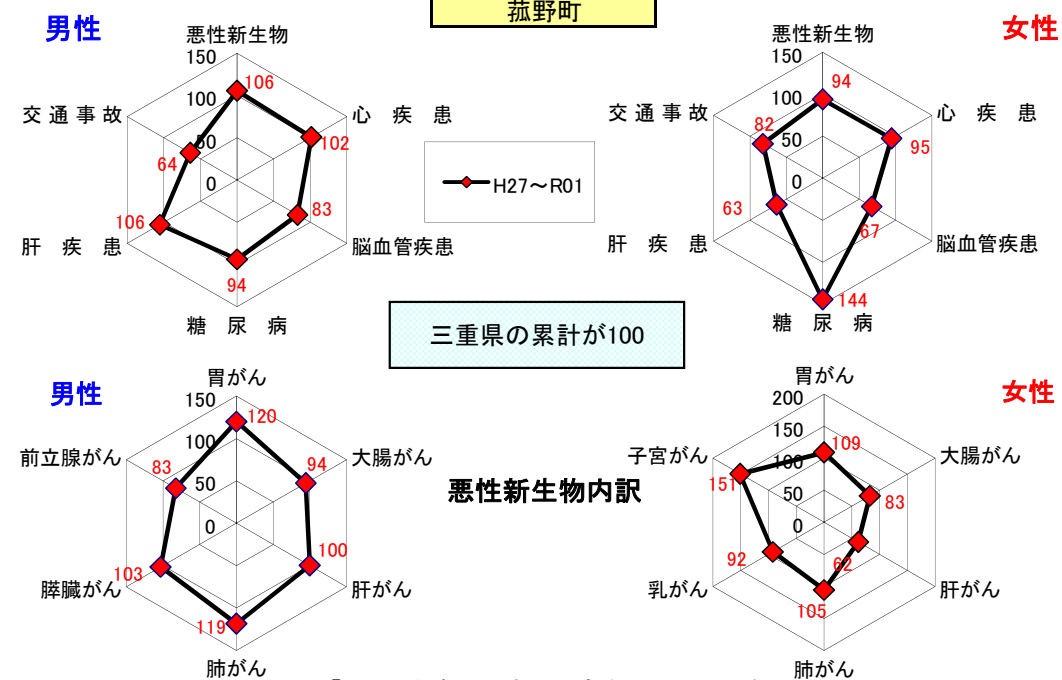 菰野町
男性
悪性新生物
150
100
50
0
106
心疾患
102
脳血管疾患
83
糖尿病
94
肝疾患
106
交通事故
64
H27～R01
女性
悪性新生物
150
100
50
0
94
心疾患
95
脳血管疾患
67
糖尿病
144
肝疾患
63
交通事故
82
三重県の累計が100
男性
胃がん
150
100
50
0
120
大腸がん
94
肝がん
100
肺がん
119
膵臓がん
103
前立腺がん
83
悪性新生物内訳
女性
胃がん
200
150
100
50
0
109
大腸がん
83
肝がん
62
肺がん
105
乳がん
92
子宮がん
151